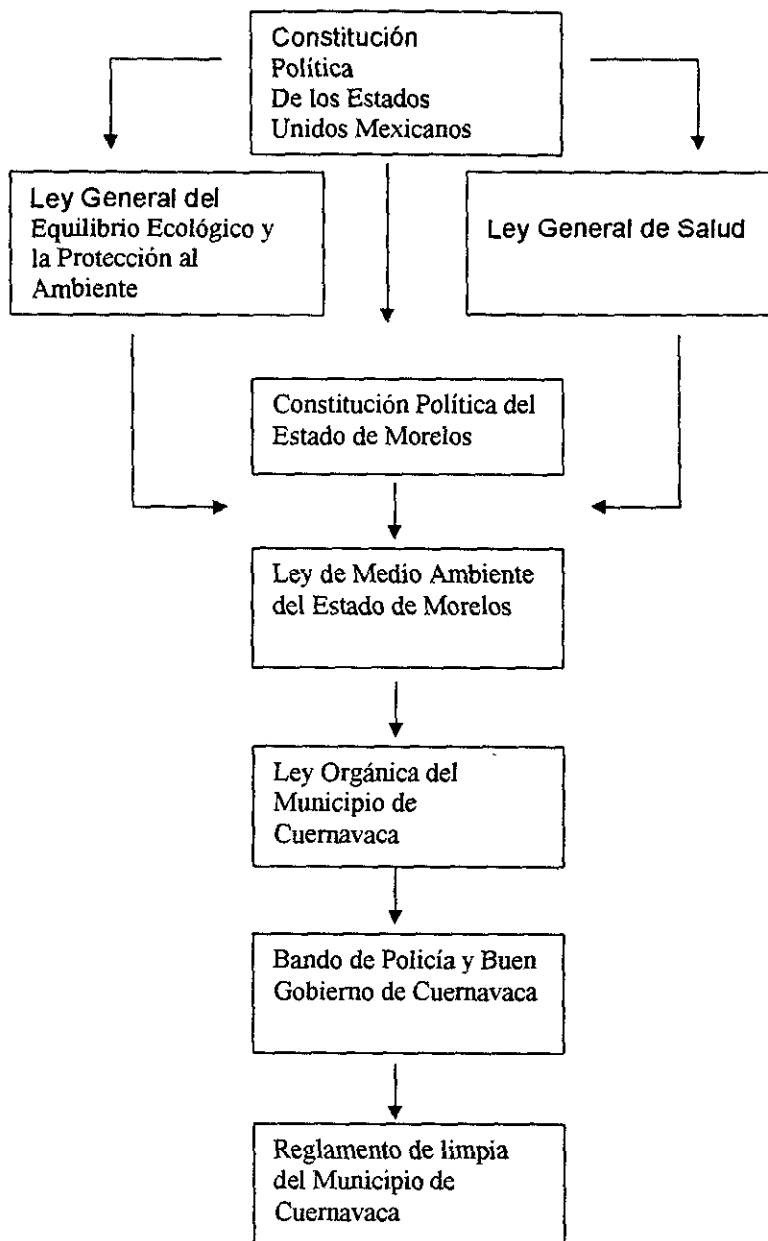 Constitución
Política
De los Estados
Unidos Mexicanos
Ley General del
Equilibrio Ecológico y
la Protección al
Ambiente
Ley General de Salud
Constitución Política del
Estado de Morelos
Ley de Medio Ambiente
del Estado de Morelos
Ley Orgánica del
Municipio de
Cuernavaca
Bando de Policía y Buen
Gobierno de Cuernavaca
Reglamento de limpia
del Municipio de
Cuernavaca